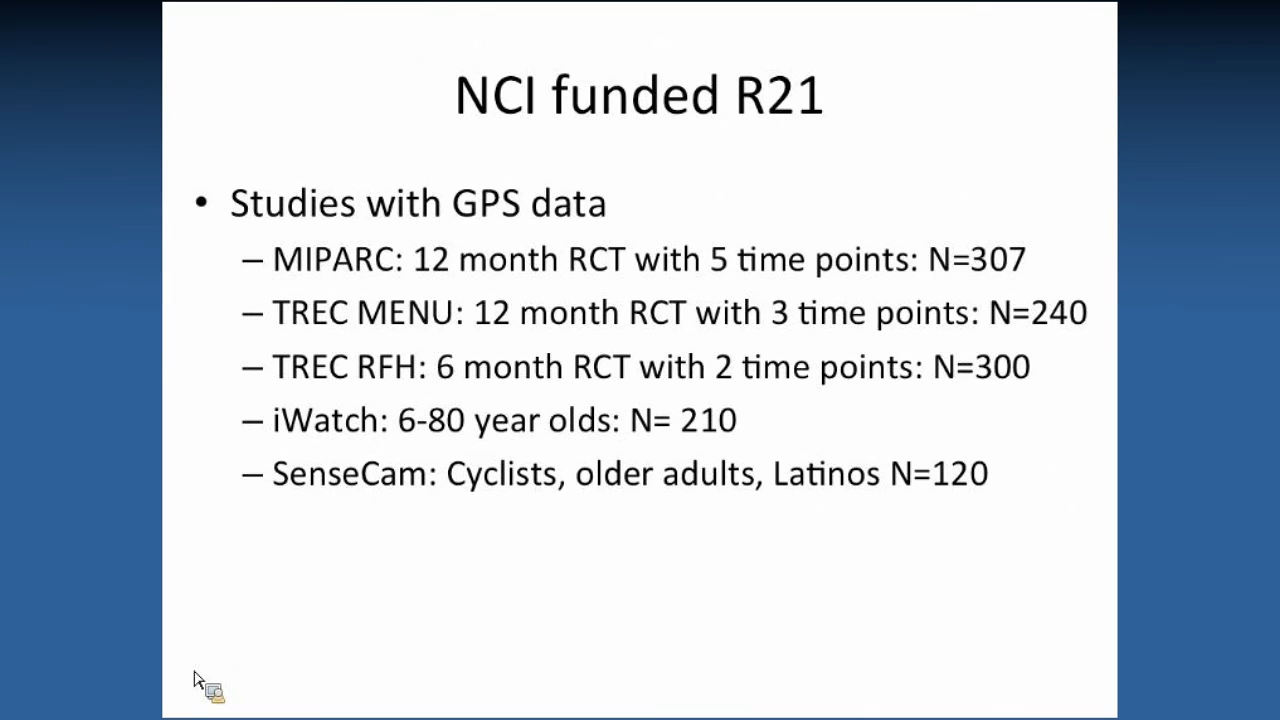 NCI funded R21
• Studies with GPS data
– MIPARC: 12 month RCT with 5 time points: N=307
– TREC MENU: 12 month RCT with 3 time points: N=240
– TREC RFH: 6 month RCT with 2 time points: N=300
– iWatch: 6-80 year olds: N= 210
– SenseCam: Cyclists, older adults, Latinos N=120